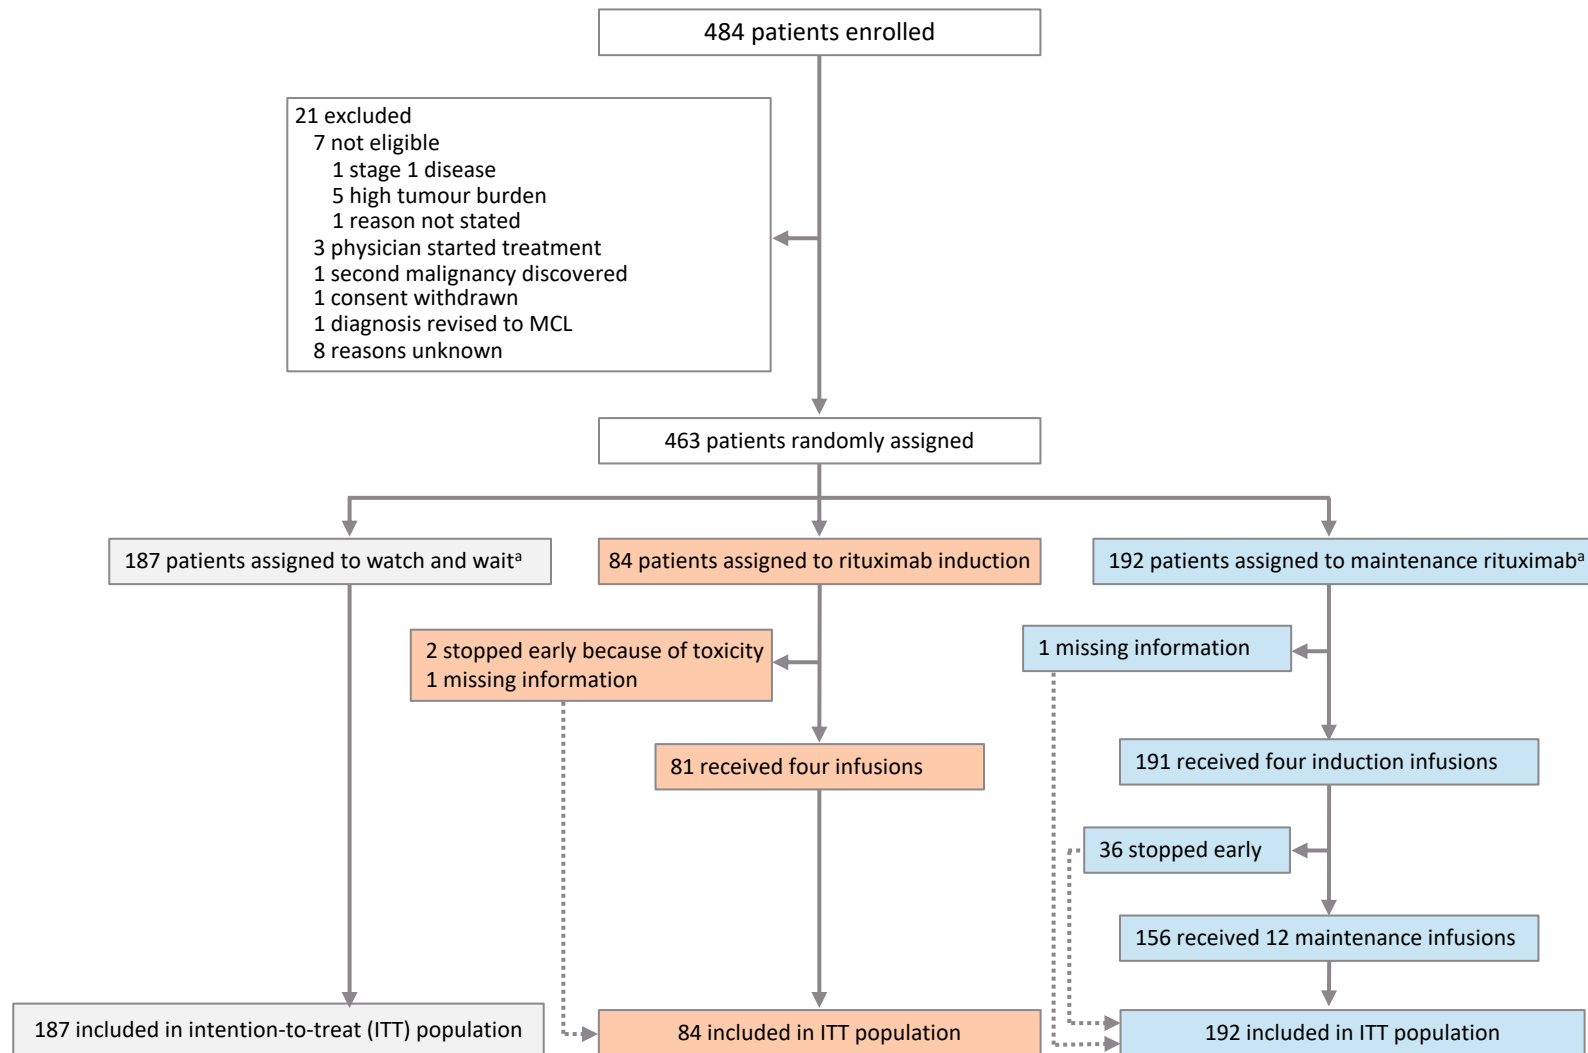 484 patients enrolled
21 excluded
7 not eligible
1 stage 1 disease
5 high tumour burden
1 reason not stated
3 physician started treatment
1 second malignancy discovered
1 consent withdrawn
1 diagnosis revised to MCL
8 reasons unknown
463 patients randomly assigned
187 patients assigned to watch and waitᵃ
84 patients assigned to rituximab induction
192 patients assigned to maintenance rituximabᵃ
2 stopped early because of toxicity
1 missing information
1 missing information
81 received four infusions
191 received four induction infusions
36 stopped early
156 received 12 maintenance infusions
187 included in intention-to-treat (ITT) population
84 included in ITT population
192 included in ITT population